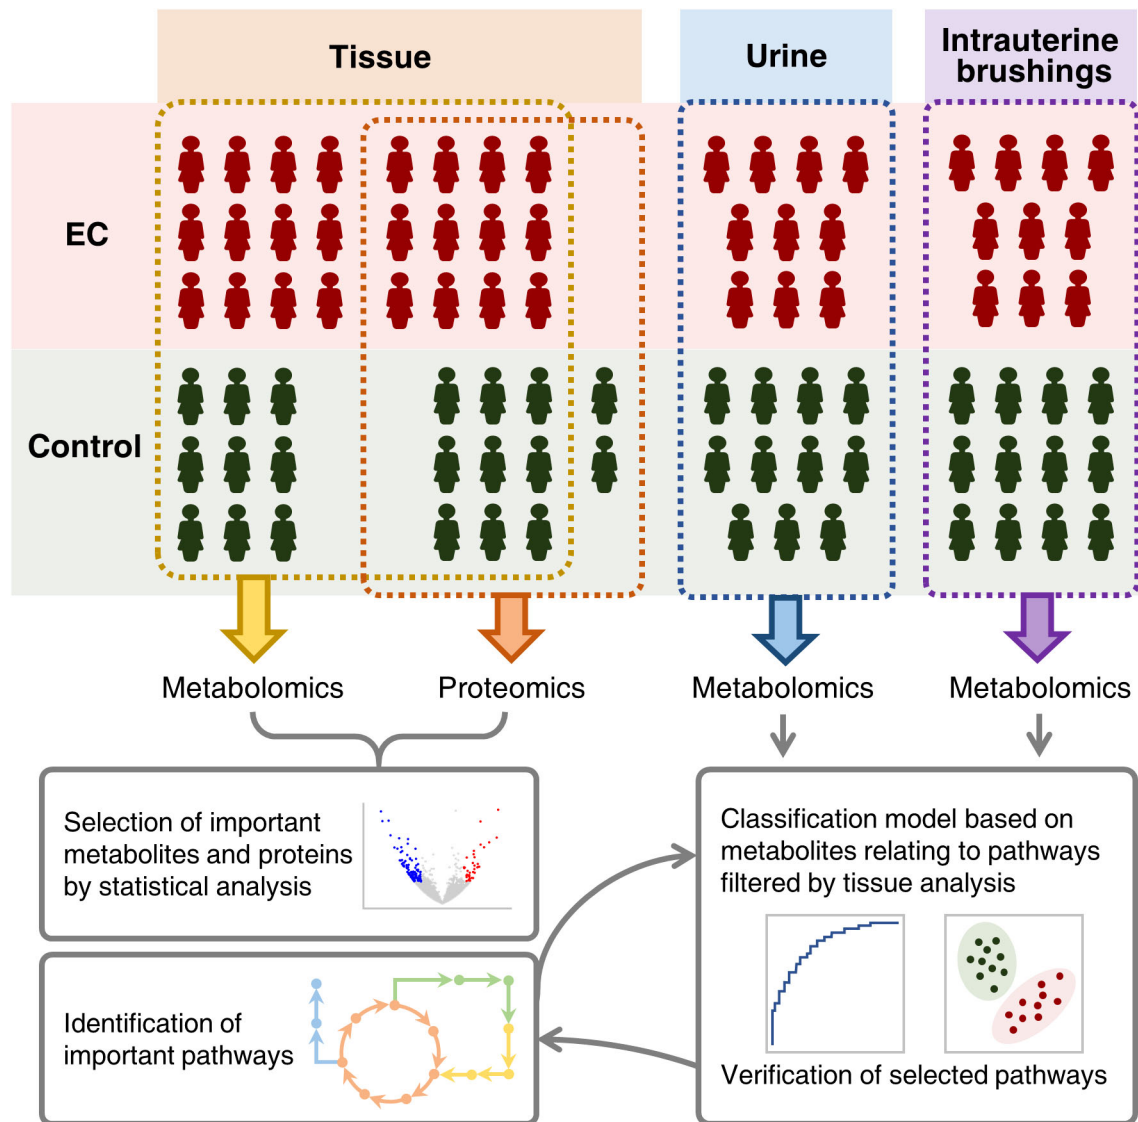 Tissue
Urine
Intrauterine
brushings
EC
Control
Metabolomics
Proteomics
Metabolomics
Metabolomics
Selection of important
metabolites and proteins
by statistical analysis
Identification of
important pathways
Classification model based on
metabolites relating to pathways
filtered by tissue analysis
Verification of selected pathways